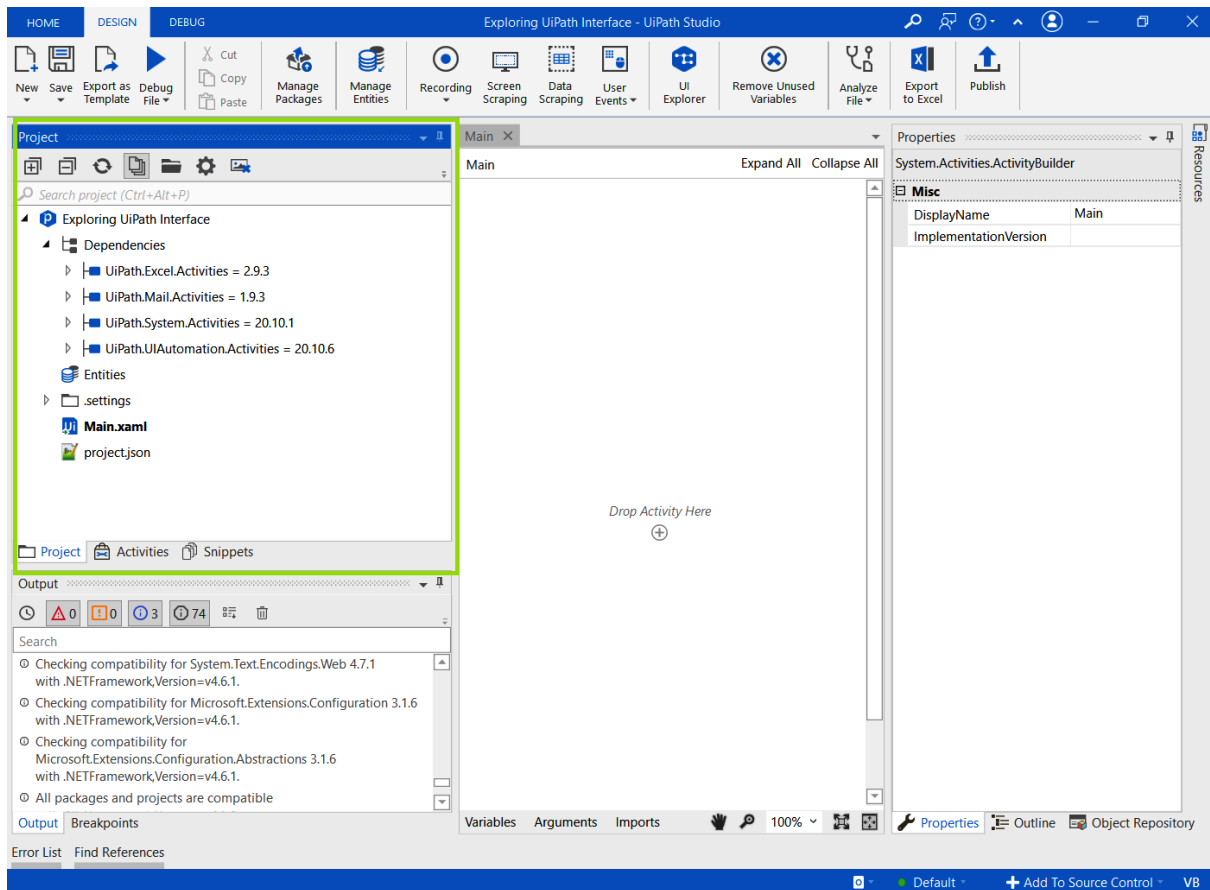 HOME DESIGN DEBUG Exploring UiPath Interface - UiPath Studio
New Save Export as Template Debug File Cut Copy Paste Manage Packages Manage Entities Recording Screen Scraping Data Scraping User Events UI Explorer Remove Unused Variables Analyze File Export to Excel Publish
Project
Search project (Ctrl+Alt+P)
Exploring UiPath Interface
Dependencies
UiPath.Excel.Activities = 2.9.3
UiPath.Mail.Activities = 1.9.3
UiPath.System.Activities = 20.10.1
UiPath.UIAutomation.Activities = 20.10.6
Entities
.settings
Main.xaml
project.json
Project Activities Snippets
Output
0 0 3 74
Search
Checking compatibility for System.Text.Encodings.Web 4.7.1
with .NETFramework,Version=v4.6.1.
Checking compatibility for Microsoft.Extensions.Configuration 3.1.6
with .NETFramework,Version=v4.6.1.
Checking compatibility for
Microsoft.Extensions.Configuration.Abstractions 3.1.6
with .NETFramework,Version=v4.6.1.
All packages and projects are compatible
Output Breakpoints
Error List Find References
Main
Main Expand All Collapse All
Drop Activity Here
Variables Arguments Imports 100%
Properties
System.Activities.ActivityBuilder
Misc
DisplayName Main
ImplementationVersion
Properties Outline Object Repository
Resources
Default Add To Source Control VB